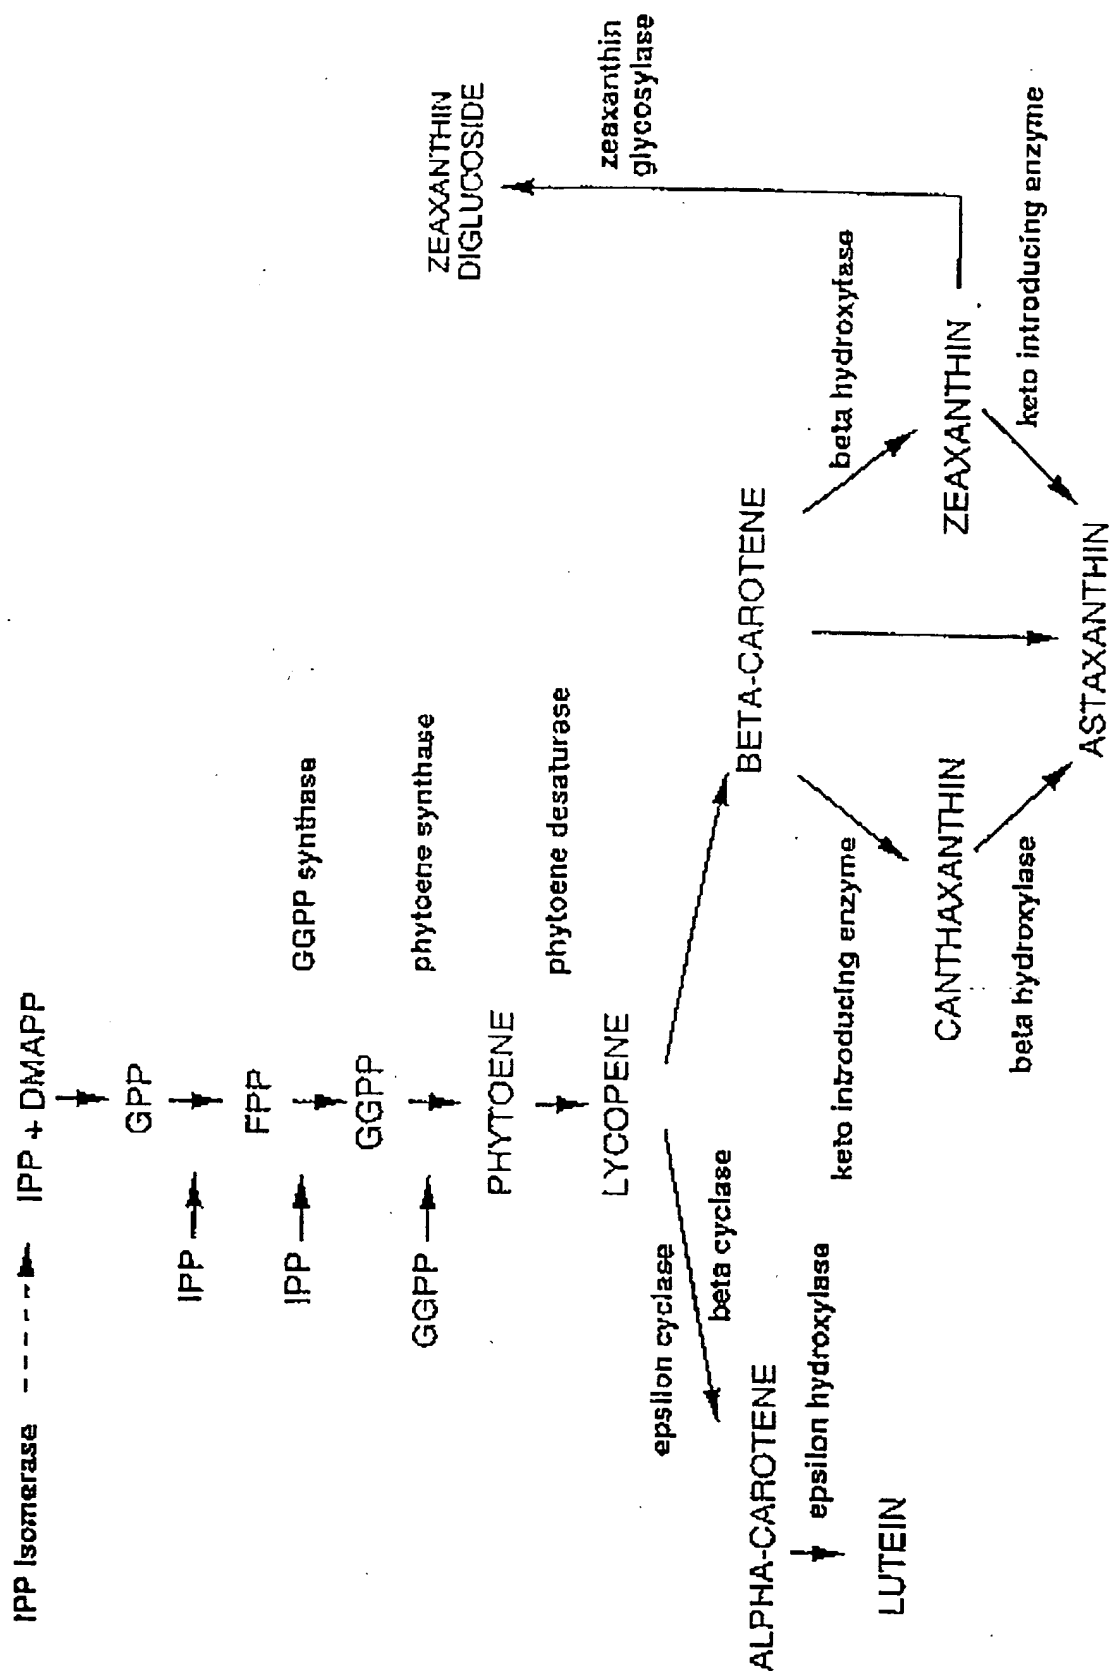 IPP Isomerase
IPP + DMAPP
GPP
IPP
FPP
IPP
GGPP synthase
GGPP
GGPP
phytoene synthase
PHYTOENE
phytoene desaturase
LYCOPENE
epsilon cyclase
beta cyclase
ALPHA-CAROTENE
epsilon hydroxylase
LUTEIN
BETA-CAROTENE
keto introducing enzyme
beta hydroxylase
CANTHAXANTHIN
ZEAXANTHIN
beta hydroxylase
keto introducing enzyme
ASTAXANTHIN
zeaxanthin
glycosylase
ZEAXANTHIN
DIGLUCOSIDE